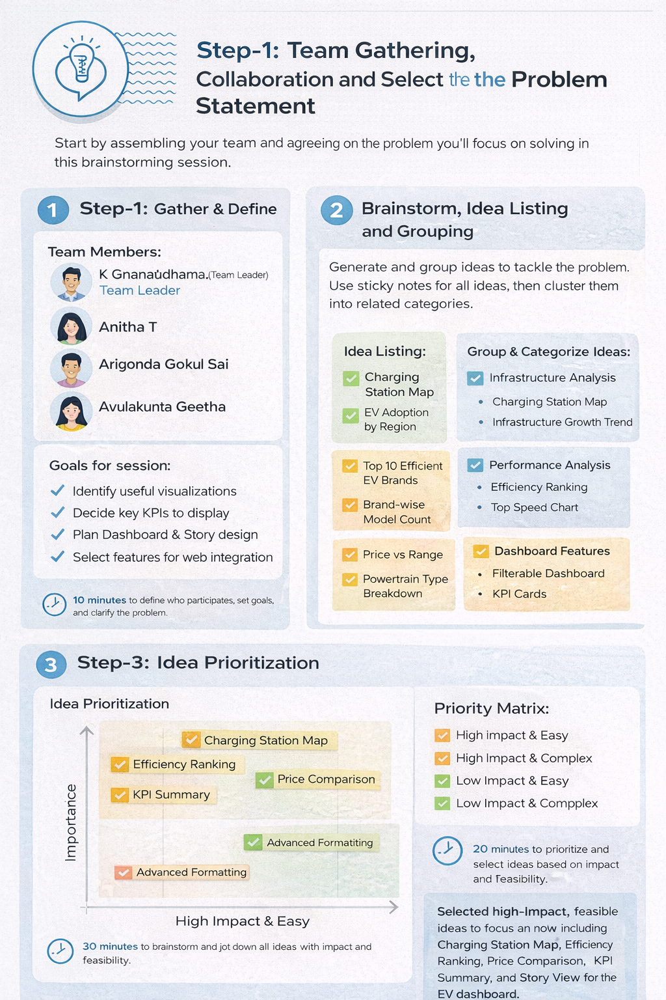 Step-1: Team Gathering,
Collaboration and Select the the Problem
Statement
Start by assembling your team and agreeing on the problem you'll focus on solving in
this brainstorming session.
1 Step-1: Gather & Define
Team Members:
K Gnanaudhama.(Team Leader)
Team Leader
Anitha T
Arigonda Gokul Sai
Avulakunta Geetha
Goals for session:
Identify useful visualizations
Decide key KPIs to display
Plan Dashboard & Story design
Select features for web integration
10 minutes to define who participates, set goals,
and clarify the problem.
2 Brainstorm, Idea Listing
and Grouping
Generate and group ideas to tackle the problem.
Use sticky notes for all ideas, then cluster them
into related categories.
Idea Listing:
Charging
Station Map
EV Adoption
by Region
Top 10 Efficient
EV Brands
Brand-wise
Model Count
Price vs Range
Powertrain Type
Breakdown
Group & Categorize Ideas:
Infrastructure Analysis
• Charging Station Map
• Infrastructure Growth Trend
Performance Analysis
• Efficiency Ranking
• Top Speed Chart
Dashboard Features
• Filterable Dashboard
• KPI Cards
3 Step-3: Idea Prioritization
Idea Prioritization
Importance
Charging Station Map
Efficiency Ranking
Price Comparison
KPI Summary
Advanced Formatiting
Advanced Formatting
High Impact & Easy
30 minutes to brainstorm and jot down all ideas with impact and
feasibility.
Priority Matrix:
High impact & Easy
High Impact & Complex
Low Impact & Easy
Low Impact & Compplex
20 minutes to prioritize and
select ideas based on impact
and feasibility.
Selected high-Impact, feasible
ideas to focus an now including
Charging Station Map, Efficiency
Ranking, Price Comparison, KPI
Summary, and Story View for the
EV dashboard.